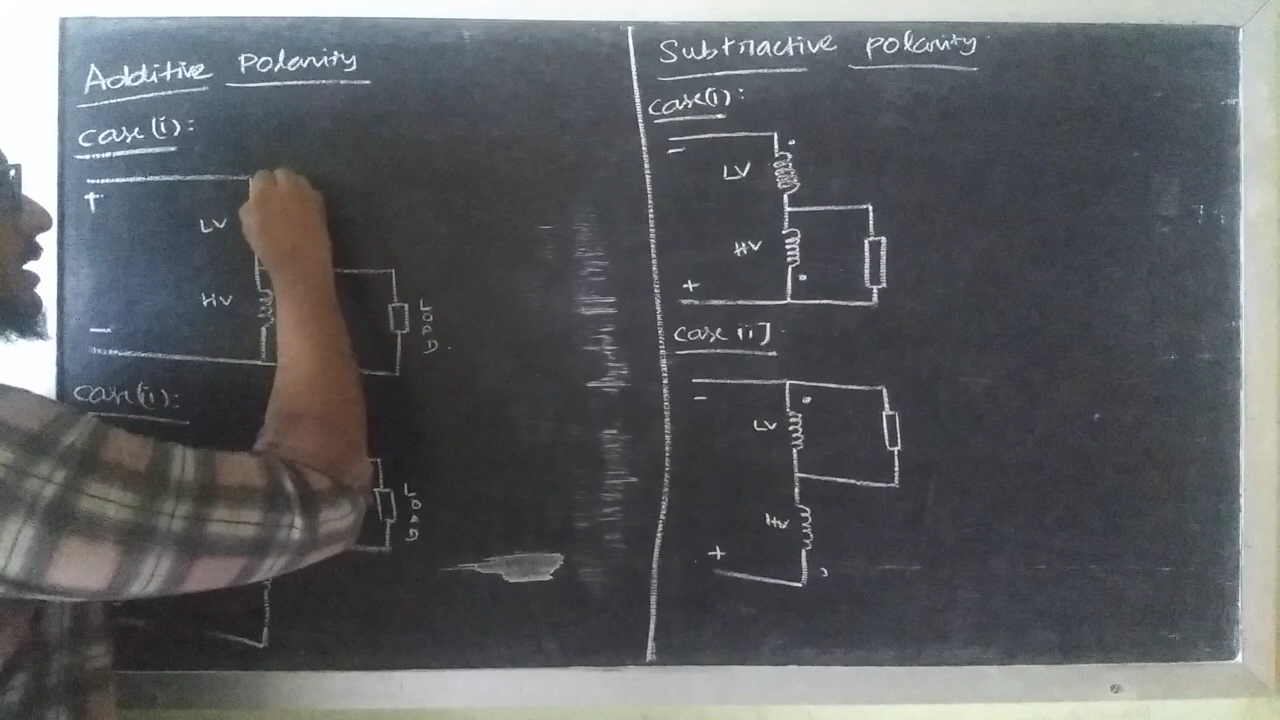 Additive Polarity
case(i):
+
LV
HV
LOAD.
-
case(i):
LOAD
Subtractive polarity
case(i):
-
LV
HV
+
case ii]
-
LV
HV
+